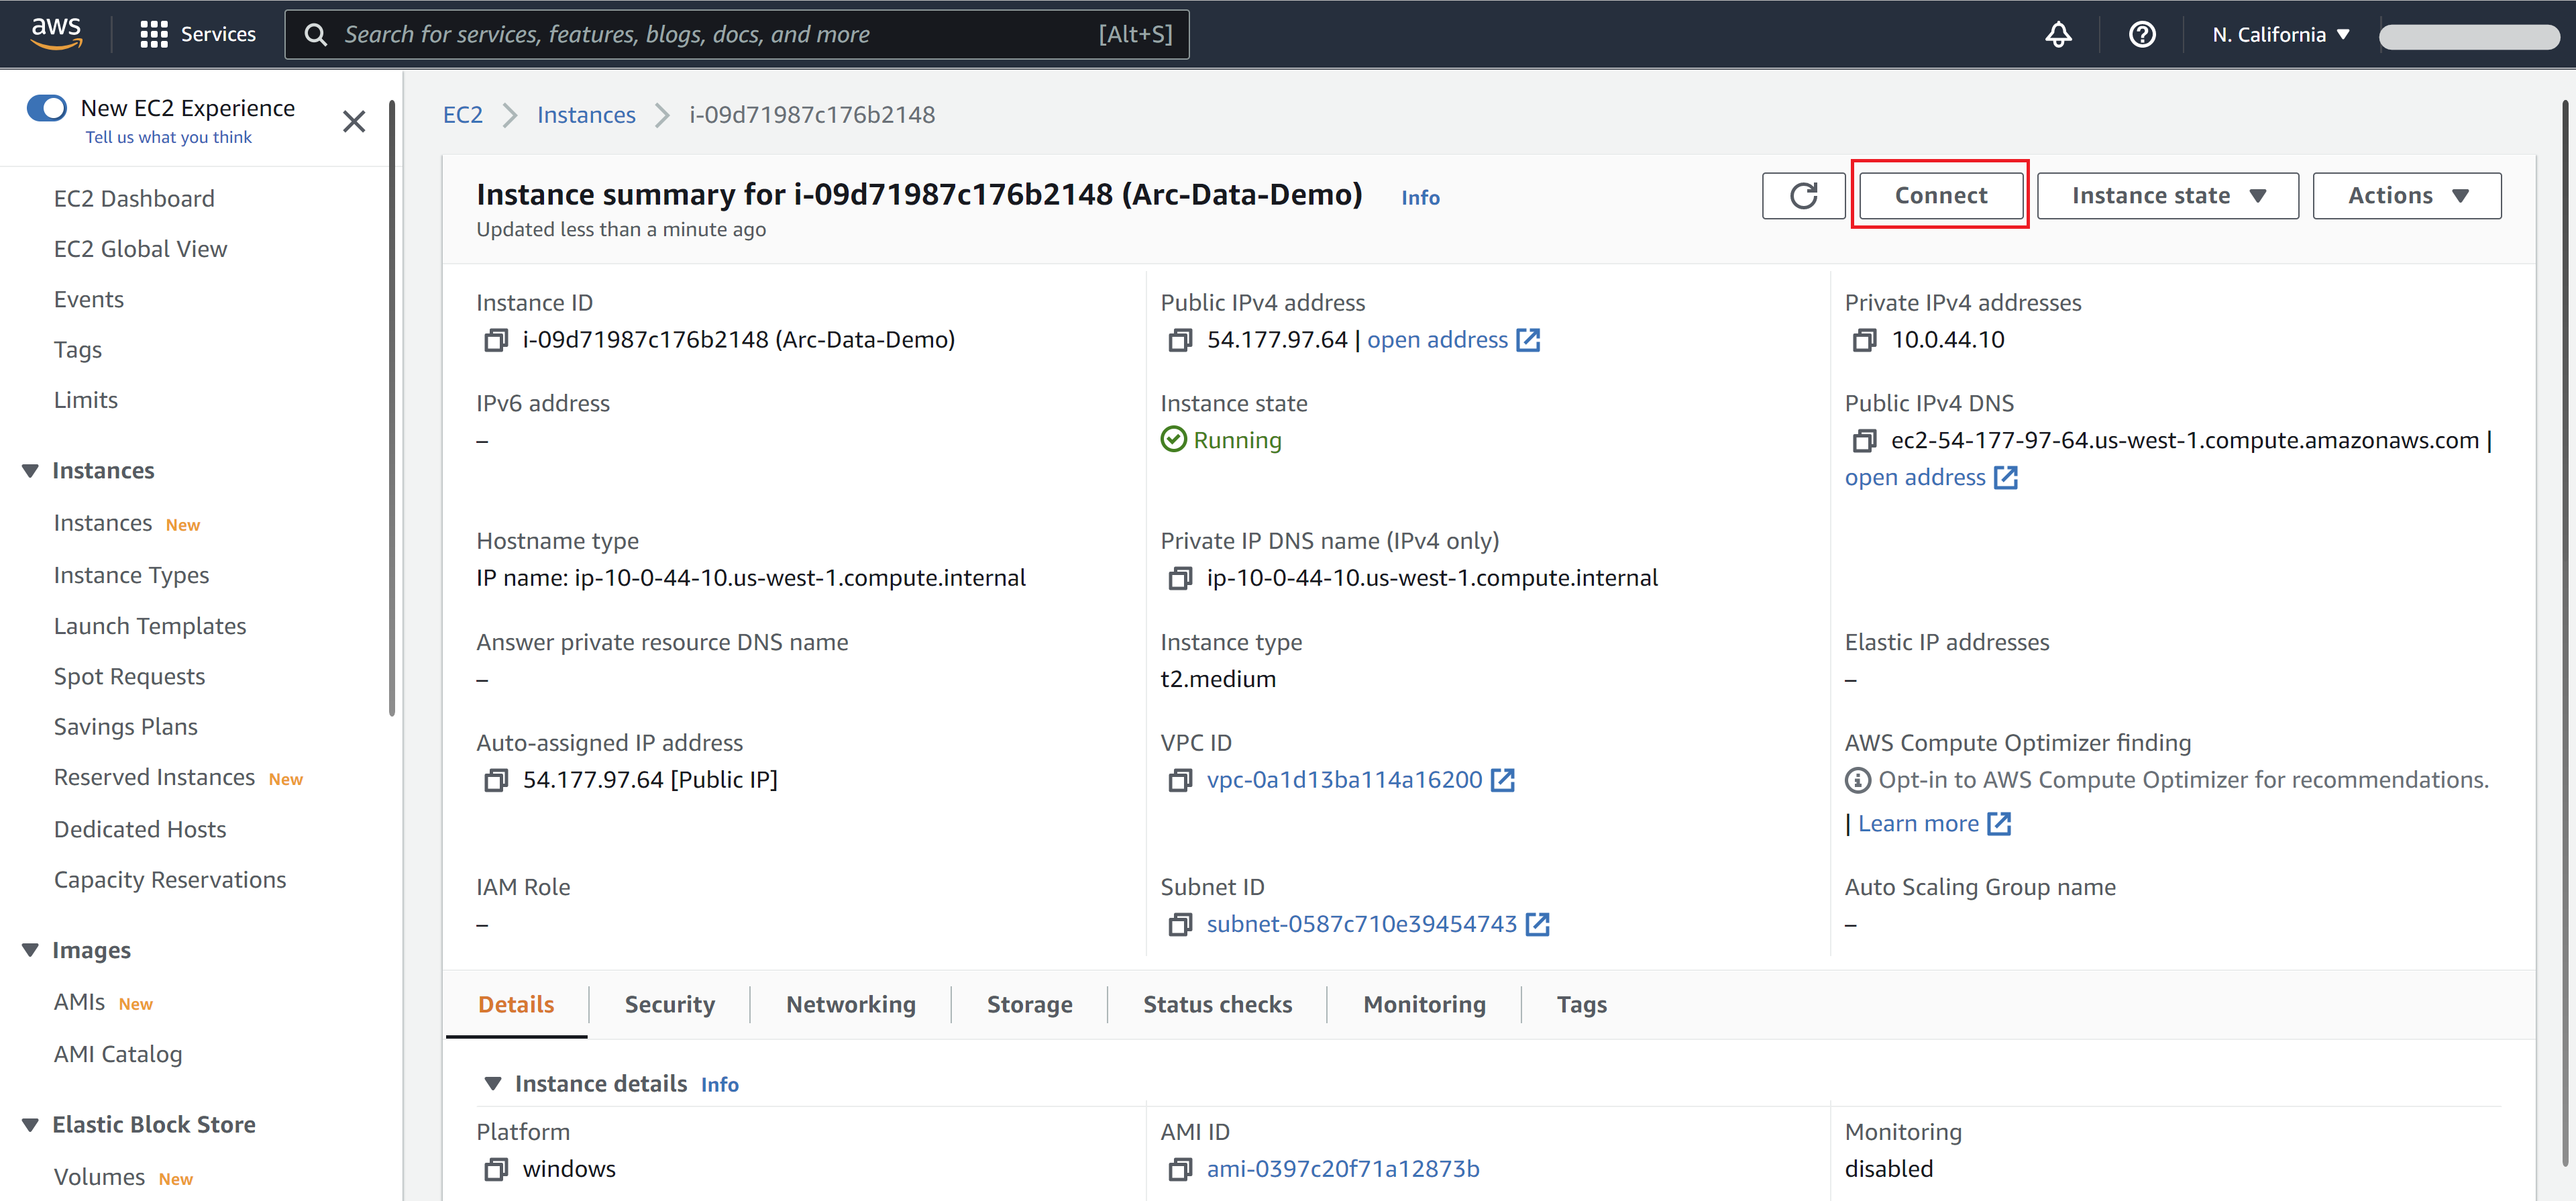 aws Services Search for services, features, blogs, docs, and more [Alt+S] N. California
New EC2 Experience
Tell us what you think
EC2 Dashboard
EC2 Global View
Events
Tags
Limits
Instances
Instances New
Instance Types
Launch Templates
Spot Requests
Savings Plans
Reserved Instances New
Dedicated Hosts
Capacity Reservations
Images
AMIs New
AMI Catalog
Elastic Block Store
Volumes New
EC2 Instances i-09d71987c176b2148
Instance summary for i-09d71987c176b2148 (Arc-Data-Demo) Info
Updated less than a minute ago
Connect Instance state Actions
Instance ID
i-09d71987c176b2148 (Arc-Data-Demo)
Public IPv4 address
54.177.97.64 | open address
Private IPv4 addresses
10.0.44.10
IPv6 address
–
Instance state
Running
Public IPv4 DNS
ec2-54-177-97-64.us-west-1.compute.amazonaws.com |
open address
Hostname type
IP name: ip-10-0-44-10.us-west-1.compute.internal
Private IP DNS name (IPv4 only)
ip-10-0-44-10.us-west-1.compute.internal
Answer private resource DNS name
–
Instance type
t2.medium
Elastic IP addresses
–
Auto-assigned IP address
54.177.97.64 [Public IP]
VPC ID
vpc-0a1d13ba114a16200
AWS Compute Optimizer finding
Opt-in to AWS Compute Optimizer for recommendations.
| Learn more
IAM Role
–
Subnet ID
subnet-0587c710e39454743
Auto Scaling Group name
–
Details Security Networking Storage Status checks Monitoring Tags
Instance details Info
Platform
windows
AMI ID
ami-0397c20f71a12873b
Monitoring
disabled